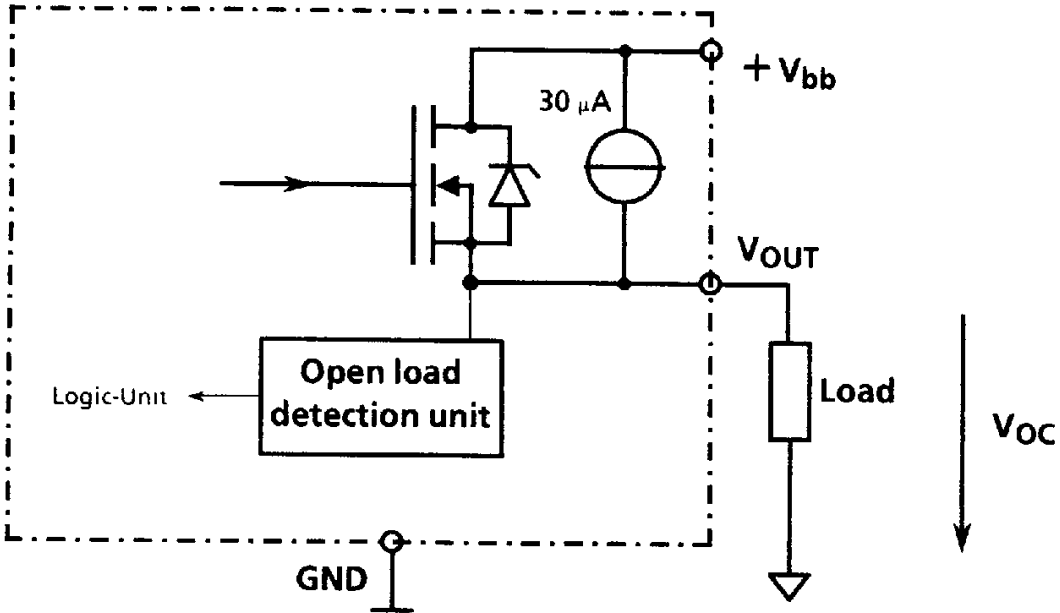 + Vbb
30 μA
VOUT
Open load
detection unit
Logic-Unit
Load
VOC
GND